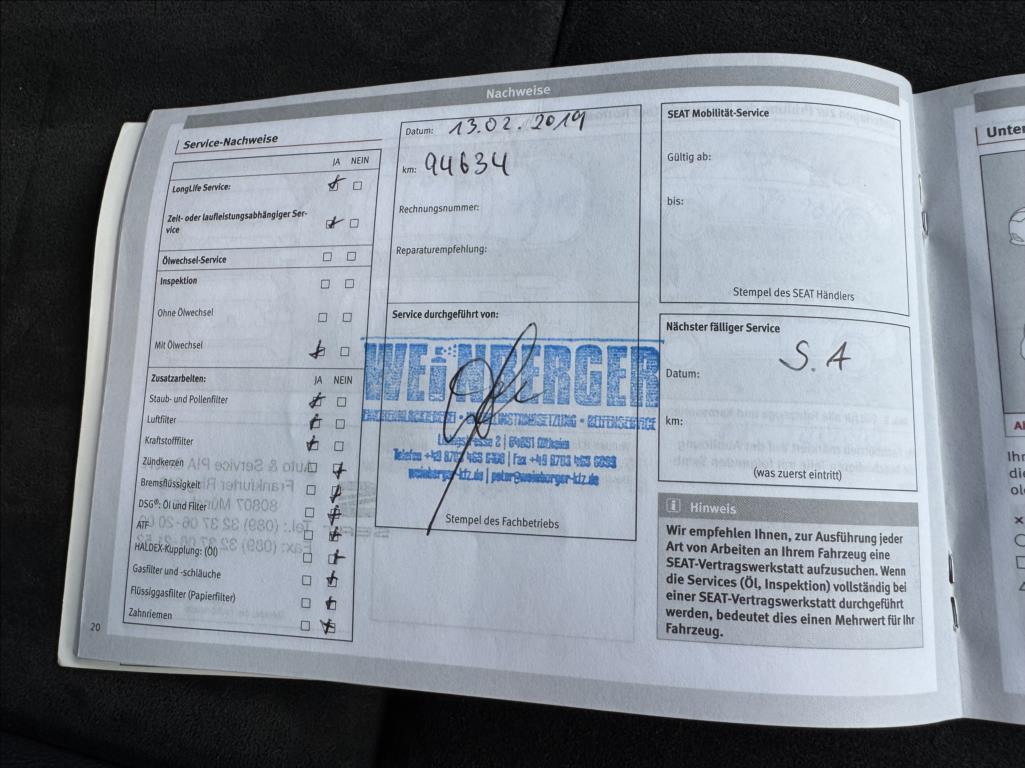 Nachweise
Service-Nachweise
JA NEIN
LongLife Service:
Zeit- oder laufleistungsabhängiger Ser-
vice
Ölwechsel-Service
Inspektion
Ohne Ölwechsel
Mit Ölwechsel
Zusatzarbeiten: JA NEIN
Staub- und Pollenfilter
Luftfilter
Kraftstofffilter
Zündkerzen
Bremsflüssigkeit
DSG®: Öl und Filter
ATF
HALDEX-Kupplung: (Öl)
Gasfilter und -schläuche
Flüssiggasfilter (Papierfilter)
Zahnriemen
20
Datum: 13.02.2019
km: 94634
Rechnungsnummer:
Reparaturempfehlung:
Service durchgeführt von:
WEINBERGER
Stempel des Fachbetriebs
SEAT Mobilität-Service
Gültig ab:
bis:
Stempel des SEAT Händlers
Nächster fälliger Service
S.A
Datum:
km:
(was zuerst eintritt)
Hinweis
Wir empfehlen Ihnen, zur Ausführung jeder
Art von Arbeiten an Ihrem Fahrzeug eine
SEAT-Vertragswerkstatt aufzusuchen. Wenn
die Services (Öl, Inspektion) vollständig bei
einer SEAT-Vertragswerkstatt durchgeführt
werden, bedeutet dies einen Mehrwert für Ihr
Fahrzeug.